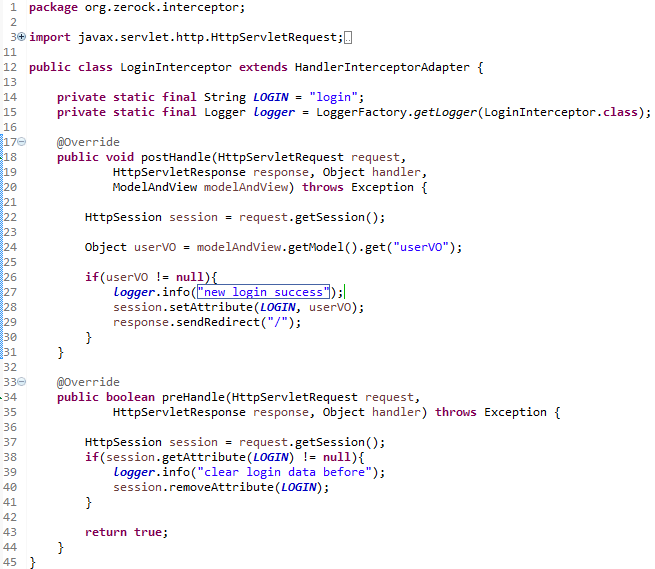 1 package org.zerock.interceptor;
2
3 import javax.servlet.http.HttpServletRequest;
11
12 public class LoginInterceptor extends HandlerInterceptorAdapter {
13
14     private static final String LOGIN = "login";
15     private static final Logger logger = LoggerFactory.getLogger(LoginInterceptor.class);
16
17     @Override
18     public void postHandle(HttpServletRequest request,
19             HttpServletResponse response, Object handler,
20             ModelAndView modelAndView) throws Exception {
21
22         HttpSession session = request.getSession();
23
24         Object userVO = modelAndView.getModel().get("userVO");
25
26         if(userVO != null){
27             logger.info("new login success");
28             session.setAttribute(LOGIN, userVO);
29             response.sendRedirect("/");
30         }
31     }
32
33     @Override
34     public boolean preHandle(HttpServletRequest request,
35             HttpServletResponse response, Object handler) throws Exception {
36
37         HttpSession session = request.getSession();
38         if(session.getAttribute(LOGIN) != null){
39             logger.info("clear login data before");
40             session.removeAttribute(LOGIN);
41         }
42
43         return true;
44     }
45 }